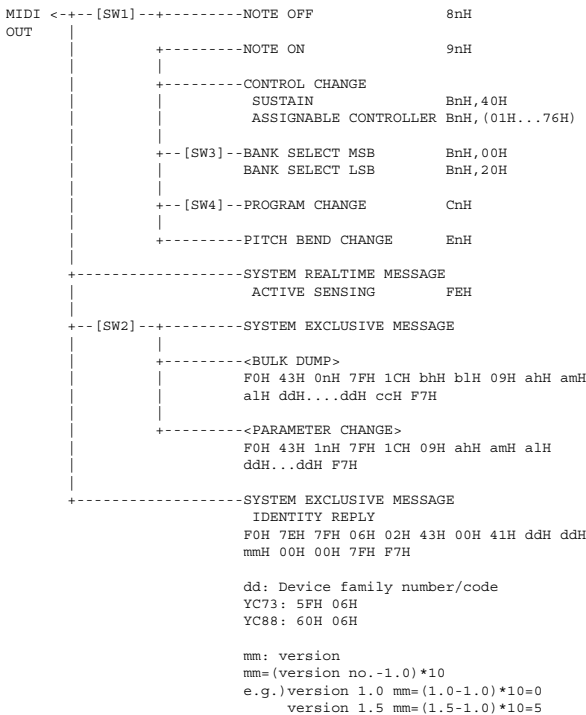 MIDI <-+--[SW1]--+---------NOTE OFF               8nH
OUT    |         |
       |         +---------NOTE ON                9nH
       |         |
       |         +---------CONTROL CHANGE
       |         |          SUSTAIN               BnH,40H
       |         |          ASSIGNABLE CONTROLLER BnH,(01H...76H)
       |         |
       |         +--[SW3]--BANK SELECT MSB        BnH,00H
       |         |         BANK SELECT LSB        BnH,20H
       |         |
       |         +--[SW4]--PROGRAM CHANGE         CnH
       |         |
       |         +---------PITCH BEND CHANGE      EnH
       |
       +-------------------SYSTEM REALTIME MESSAGE
       |                    ACTIVE SENSING        FEH
       |
       +--[SW2]--+---------SYSTEM EXCLUSIVE MESSAGE
       |         |
       |         +---------<BULK DUMP>
       |         |         F0H 43H 0nH 7FH 1CH bhH blH 09H ahH amH
       |         |         alH ddH....ddH ccH F7H
       |         |
       |         +---------<PARAMETER CHANGE>
       |                   F0H 43H 1nH 7FH 1CH 09H ahH amH alH
       |                   ddH...ddH F7H
       |
       +-------------------SYSTEM EXCLUSIVE MESSAGE
                            IDENTITY REPLY
                           F0H 7EH 7FH 06H 02H 43H 00H 41H ddH ddH
                           mmH 00H 00H 7FH F7H

                           dd: Device family number/code
                           YC73: 5FH 06H
                           YC88: 60H 06H

                           mm: version
                           mm=(version no.-1.0)*10
                           e.g.)version 1.0 mm=(1.0-1.0)*10=0
                                version 1.5 mm=(1.5-1.0)*10=5